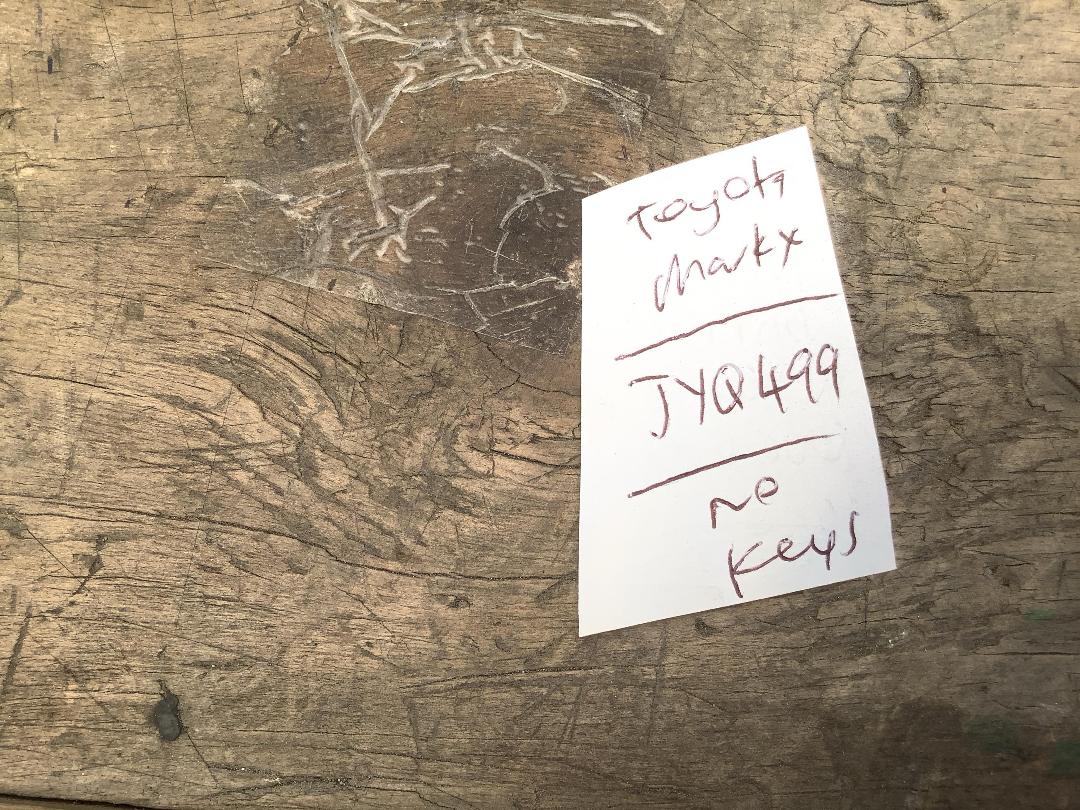 Toyota
Markx
JYQ499
No
Keys